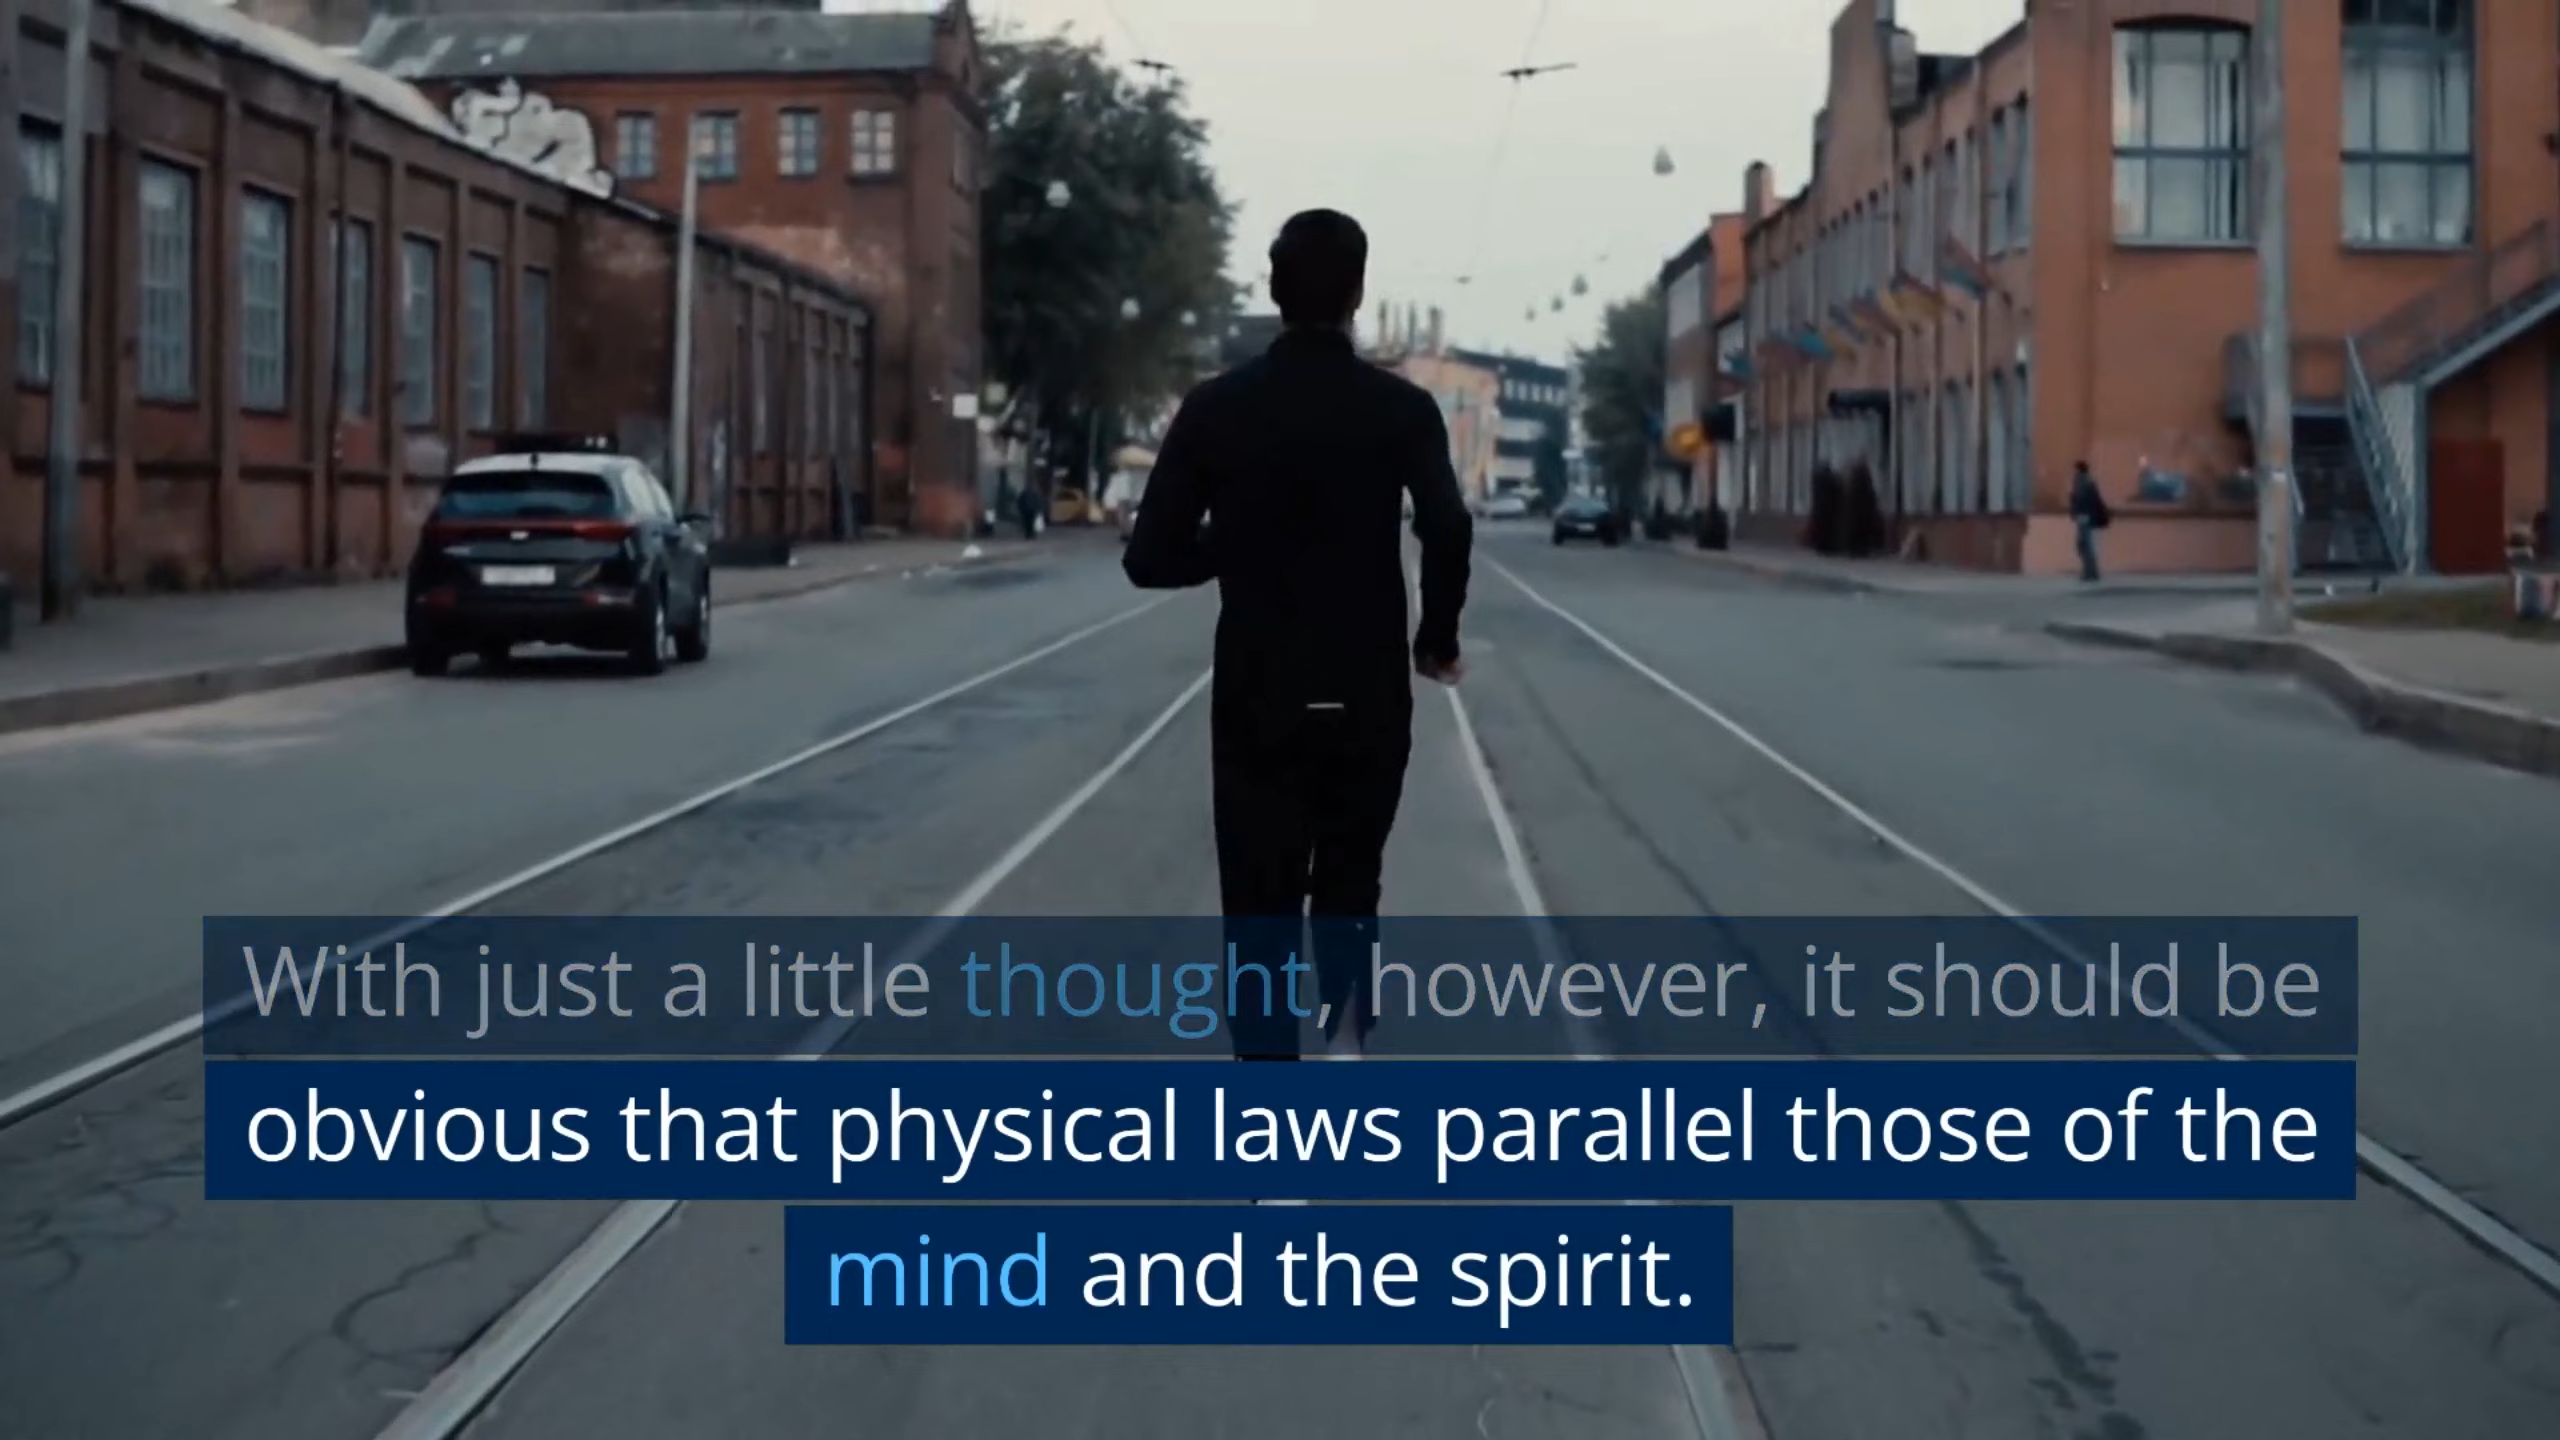 With just a little thought, however, it should be
obvious that physical laws parallel those of the
mind and the spirit.